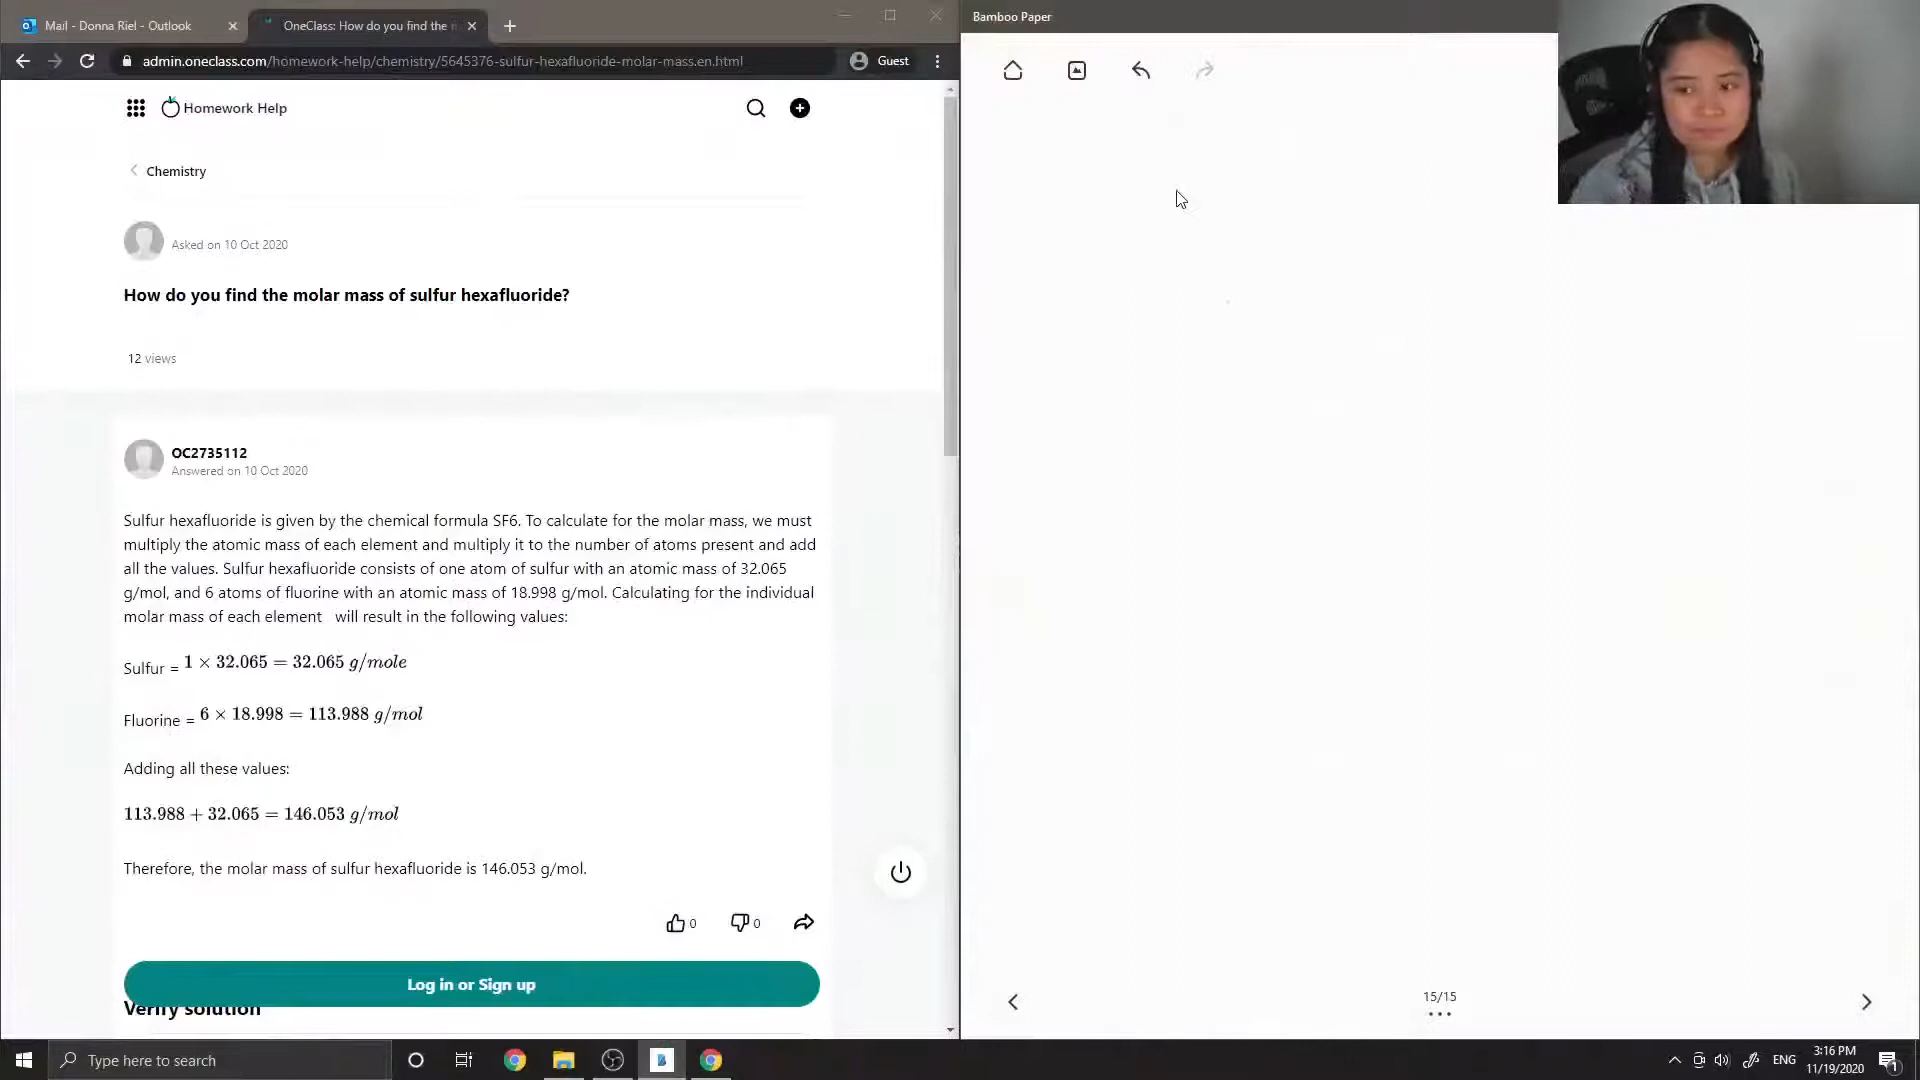 Mail - Donna Riel - Outlook
OneClass: How do you find the
Bamboo Paper
admin.oneclass.com/homework-help/chemistry/5645376-sulfur-hexafluoride-molar-mass.en.html
Guest
Homework Help
Chemistry
Asked on 10 Oct 2020
How do you find the molar mass of sulfur hexafluoride?
12 views
OC2735112
Answered on 10 Oct 2020
Sulfur hexafluoride is given by the chemical formula SF6. To calculate for the molar mass, we must
multiply the atomic mass of each element and multiply it to the number of atoms present and add
all the values. Sulfur hexafluoride consists of one atom of sulfur with an atomic mass of 32.065
g/mol, and 6 atoms of fluorine with an atomic mass of 18.998 g/mol. Calculating for the individual
molar mass of each element will result in the following values:
Sulfur = 1 × 32.065 = 32.065 g/mole
Fluorine = 6 × 18.998 = 113.988 g/mol
Adding all these values:
113.988 + 32.065 = 146.053 g/mol
Therefore, the molar mass of sulfur hexafluoride is 146.053 g/mol.
0 0
Log in or Sign up
Verify solution
15/15
Type here to search
ENG
3:16 PM
11/19/2020
1